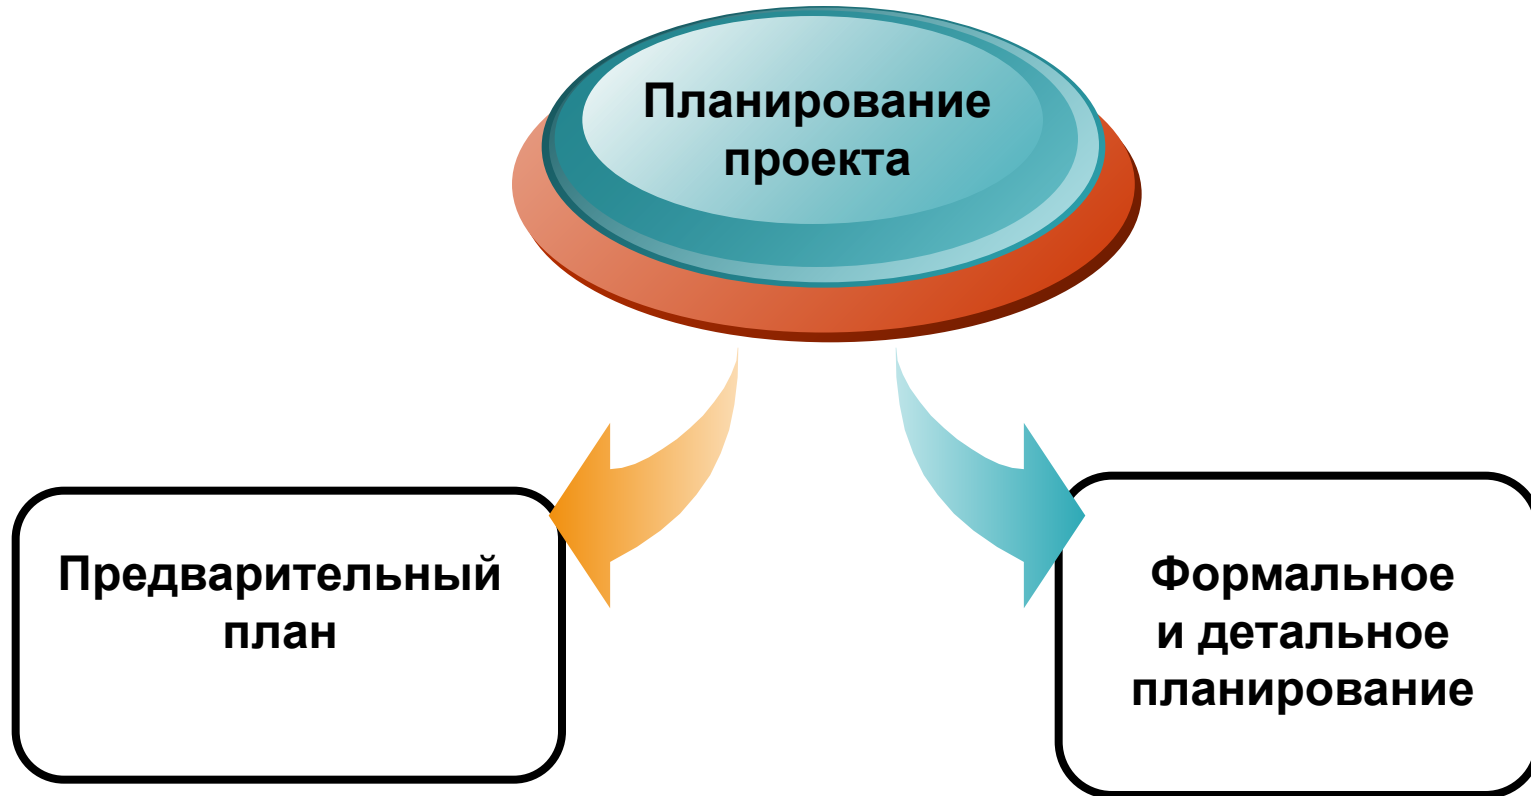 Планирование
проекта
Предварительный
план
Формальное
и детальное
планирование